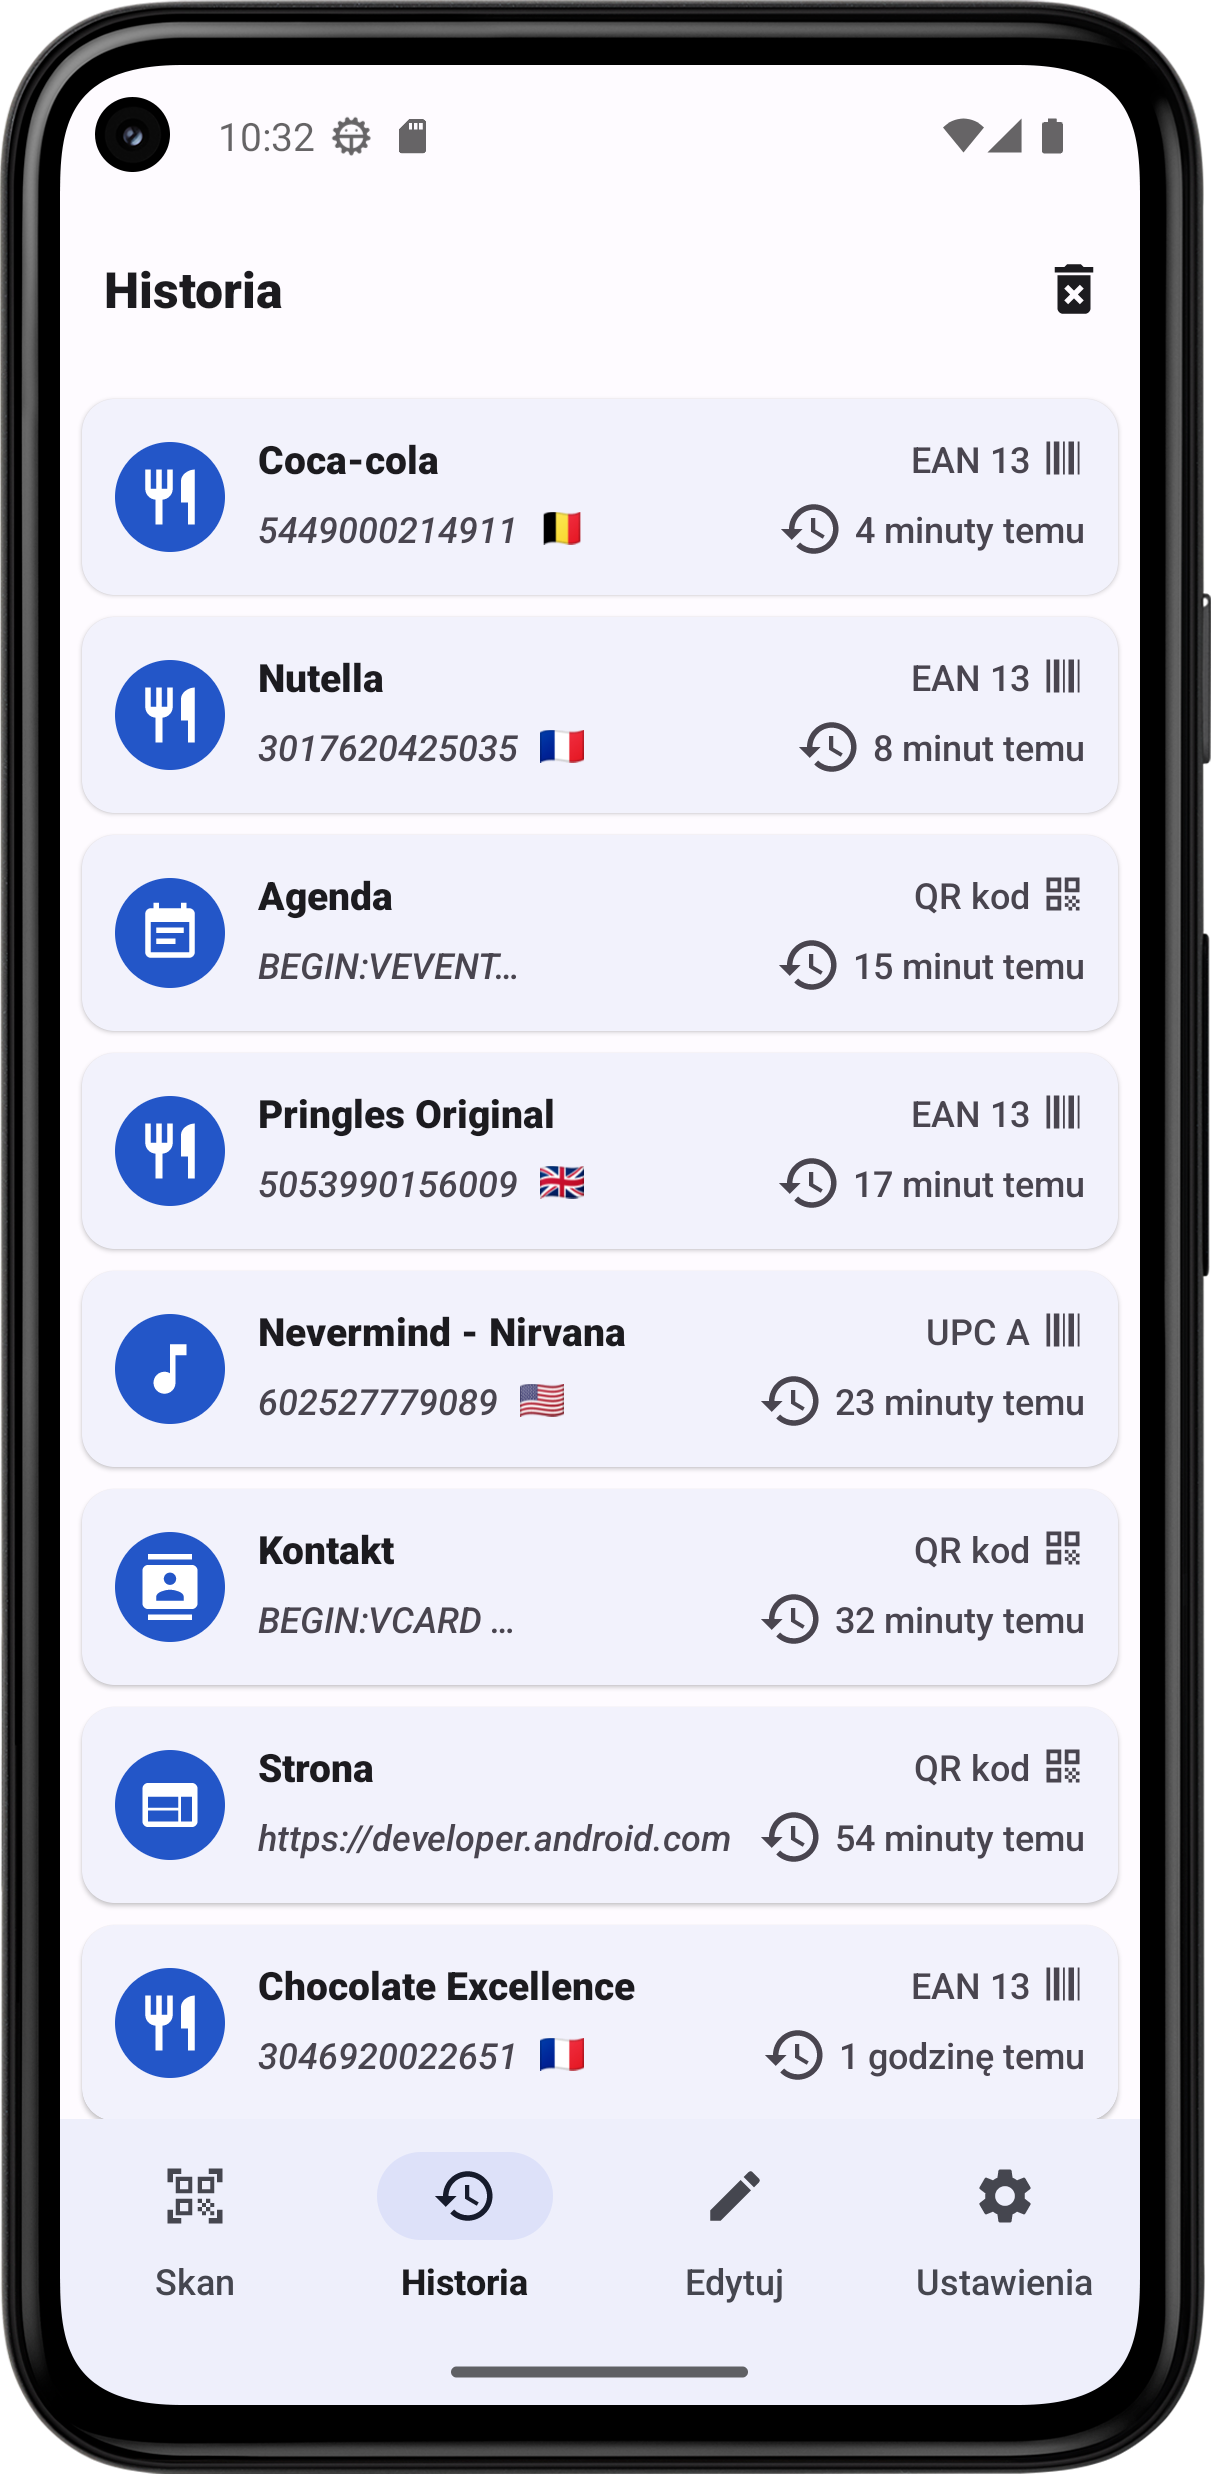 10:32
Historia
Coca-cola
EAN 13
5449000214911
4 minuty temu
Nutella
EAN 13
3017620425035
8 minut temu
Agenda
QR kod
BEGIN:VEVENT...
15 minut temu
Pringles Original
EAN 13
5053990156009
17 minut temu
Nevermind - Nirvana
UPC A
602527779089
23 minuty temu
Kontakt
QR kod
BEGIN:VCARD ...
32 minuty temu
Strona
QR kod
https://developer.android.com
54 minuty temu
Chocolate Excellence
EAN 13
3046920022651
1 godzinę temu
Skan
Historia
Edytuj
Ustawienia